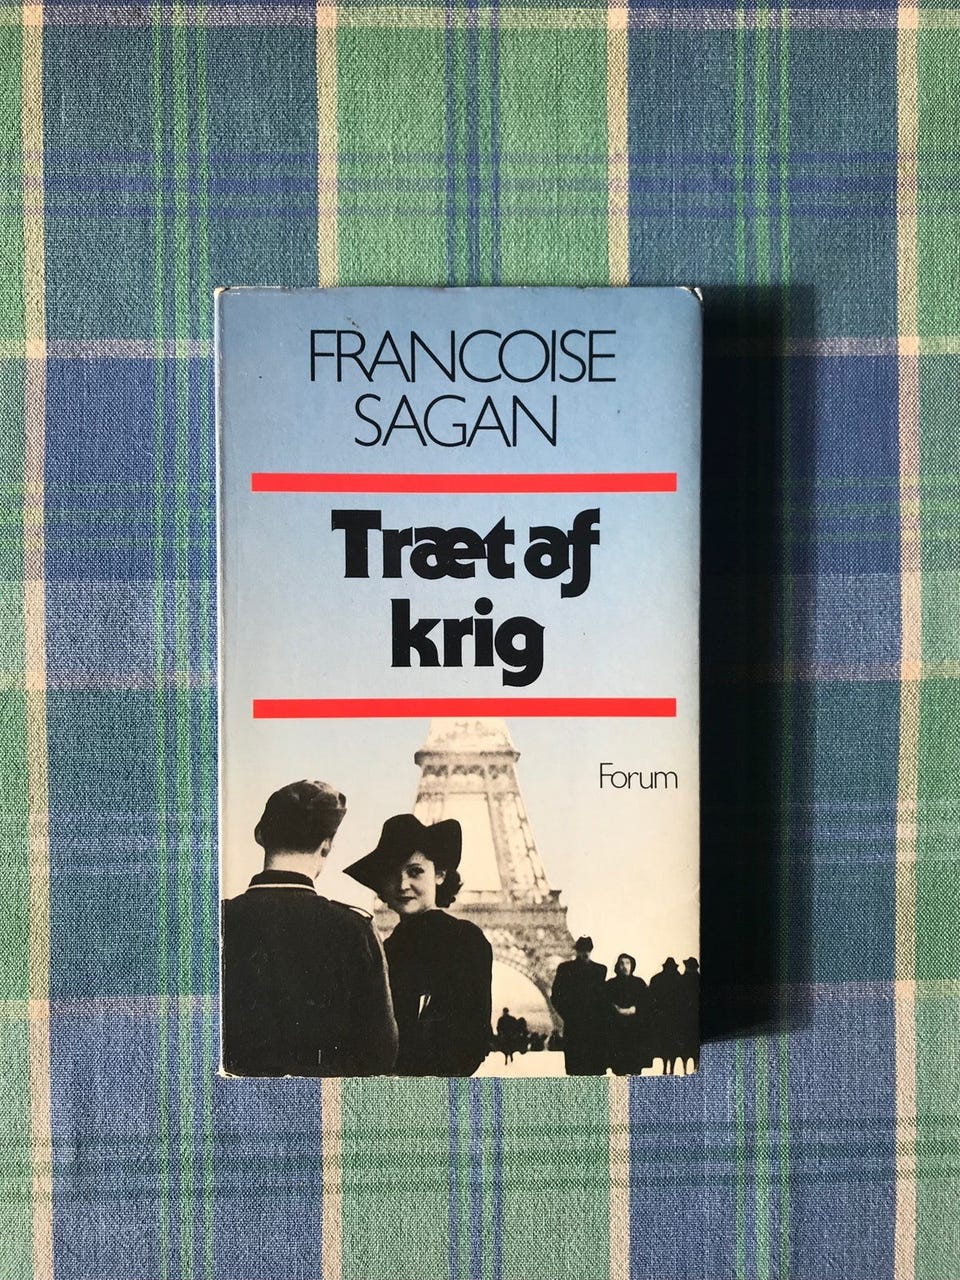 FRANCOISE
SAGAN
Træt af
krig
Forum